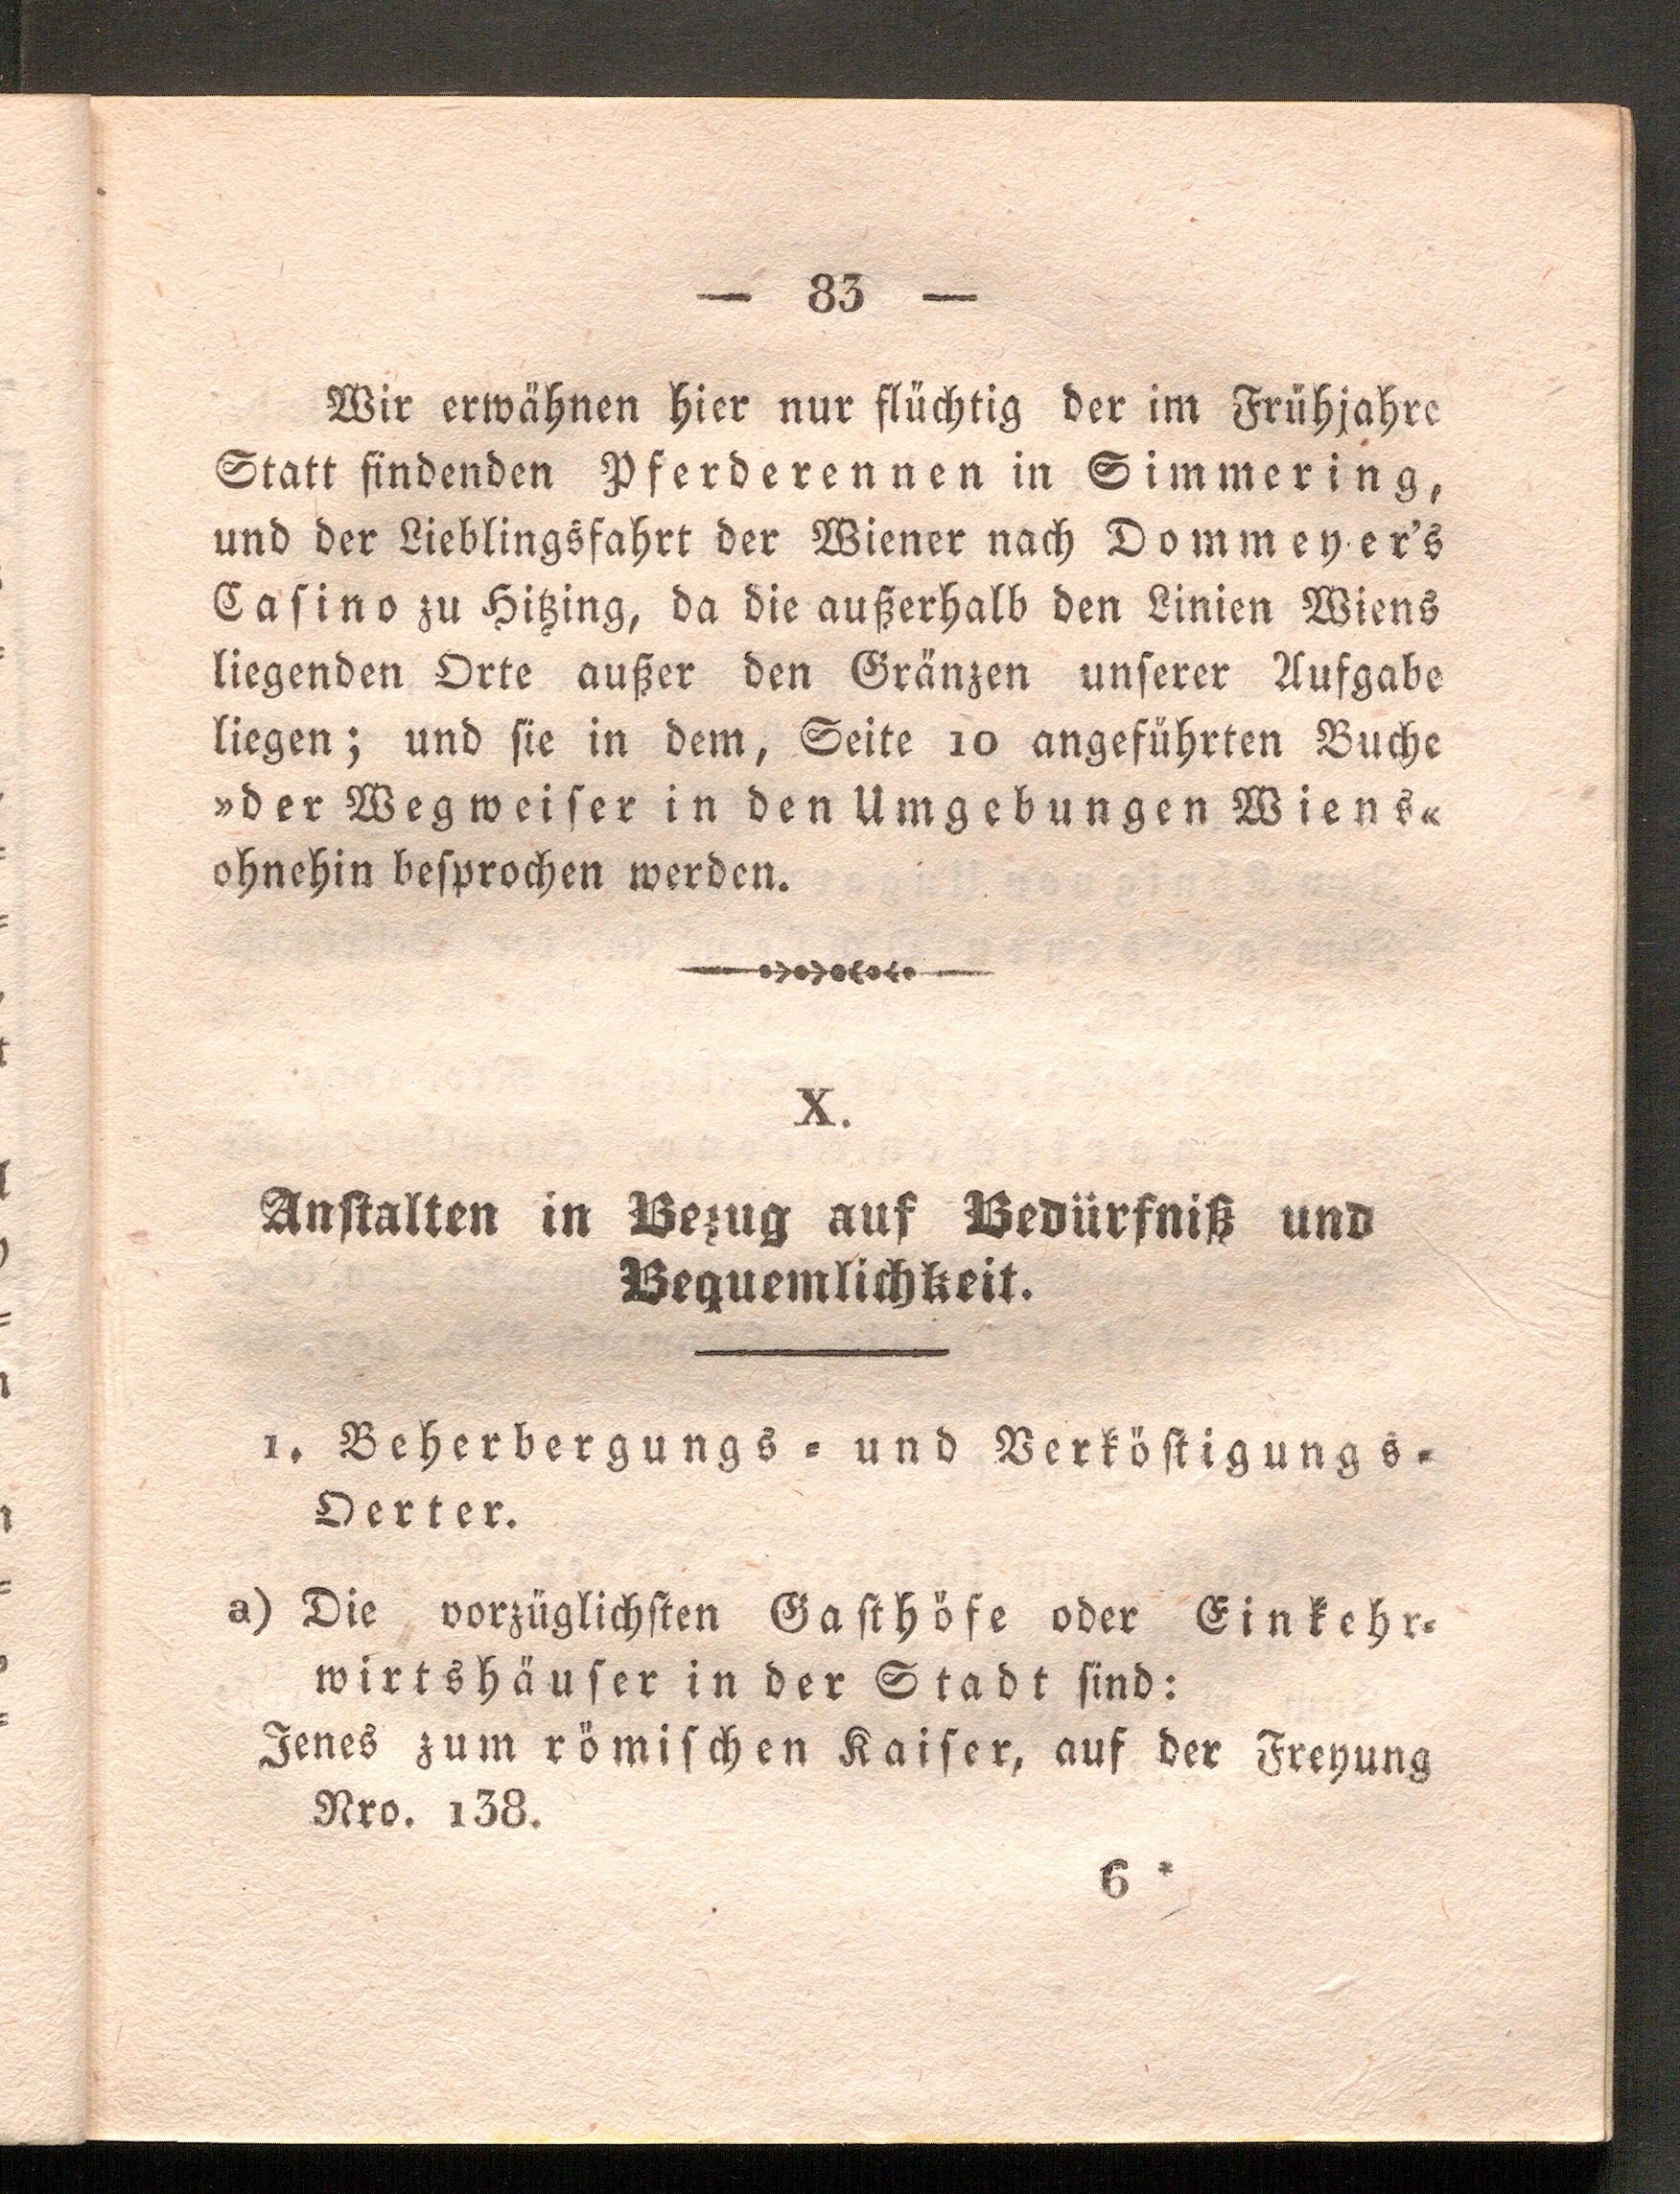 — 83 —
Wir erwähnen hier nur flüchtig der im Frühjahre
Statt findenden Pferderennen in Simmering,
und der Lieblingsfahrt der Wiener nach Dommeyer's
Casino zu Hitzing, da die außerhalb den Linien Wiens
liegenden Orte außer den Gränzen unserer Aufgabe
liegen; und sie in dem, Seite 10 angeführten Buche
»der Wegweiser in den Umgebungen Wiens«
ohnehin besprochen werden.
X.
Anstalten in Bezug auf Bedürfniß und
Bequemlichkeit.
1. Beherbergungs- und Verköstigungs-
Oerter.
a) Die vorzüglichsten Gasthöfe oder Einkehr-
wirtshäuser in der Stadt sind:
Jenes zum römischen Kaiser, auf der Freyung
Nro. 138.
6 *